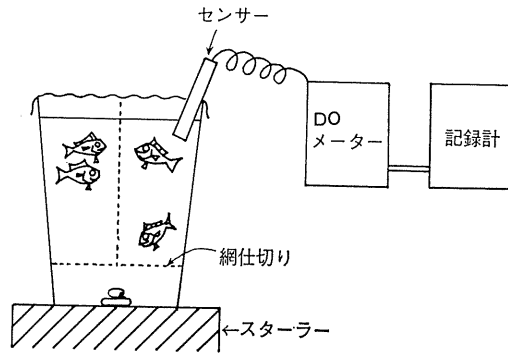 センサー
DO
メーター
記録計
網仕切り
←スターラー